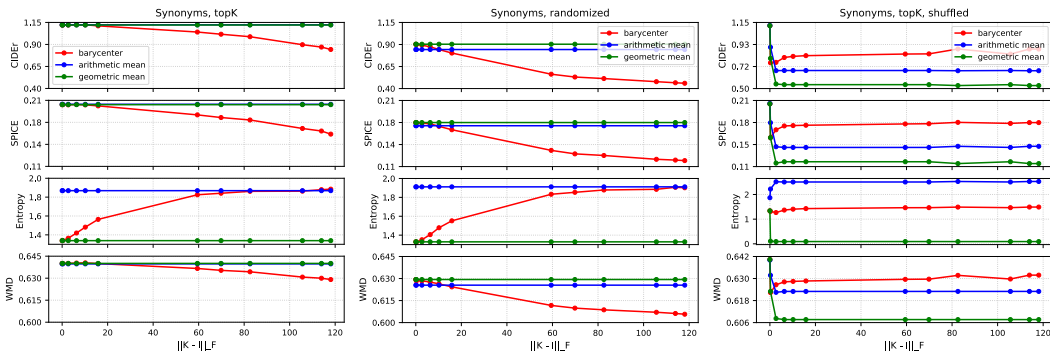 Synonyms, topK
1.15
0.90
0.65
0.40
CIDEr
barycenter
arithmetic mean
geometric mean
0.21
0.18
0.14
0.11
SPICE
2.0
1.8
1.6
1.4
Entropy
0,645
0,630
0,615
0,600
WMD
0 20 40 60 80 100 120
||K - I||_F
Synonyms, randomized
1.15
0.90
0.65
0.40
CIDEr
barycenter
arithmetic mean
geometric mean
0.21
0.18
0.14
0.11
SPICE
2.0
1.8
1.6
1.4
Entropy
0,645
0,630
0,615
0,600
WMD
0 20 40 60 80 100 120
||K - I||_F
Synonyms, topK, shuffled
1.15
0.93
0.72
0.50
CIDEr
barycenter
arithmetic mean
geometric mean
0.21
0.18
0.14
0.11
SPICE
2
1
0
Entropy
0,642
0,630
0,618
0,606
WMD
0 20 40 60 80 100 120
||K - I||_F